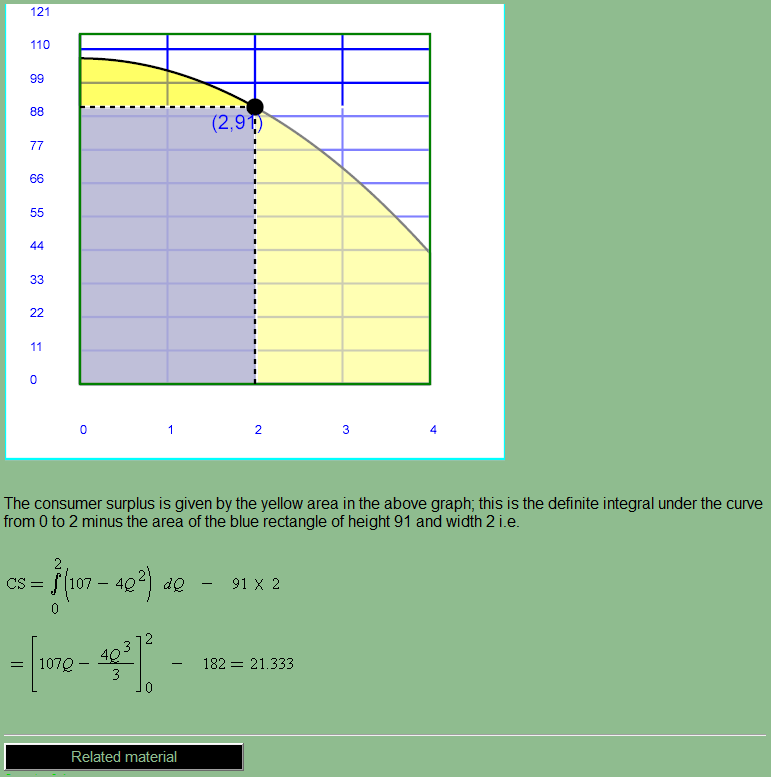 121
110
99
88
77
66
55
44
33
22
11
0
(2,91)
0 1 2 3 4
The consumer surplus is given by the yellow area in the above graph; this is the definite integral under the curve
from 0 to 2 minus the area of the blue rectangle of height 91 and width 2 i.e.
CS = ∫₀² (107 − 4Q²) dQ − 91 × 2
= [107Q − 4Q³/3]₀² − 182 = 21.333
Related material